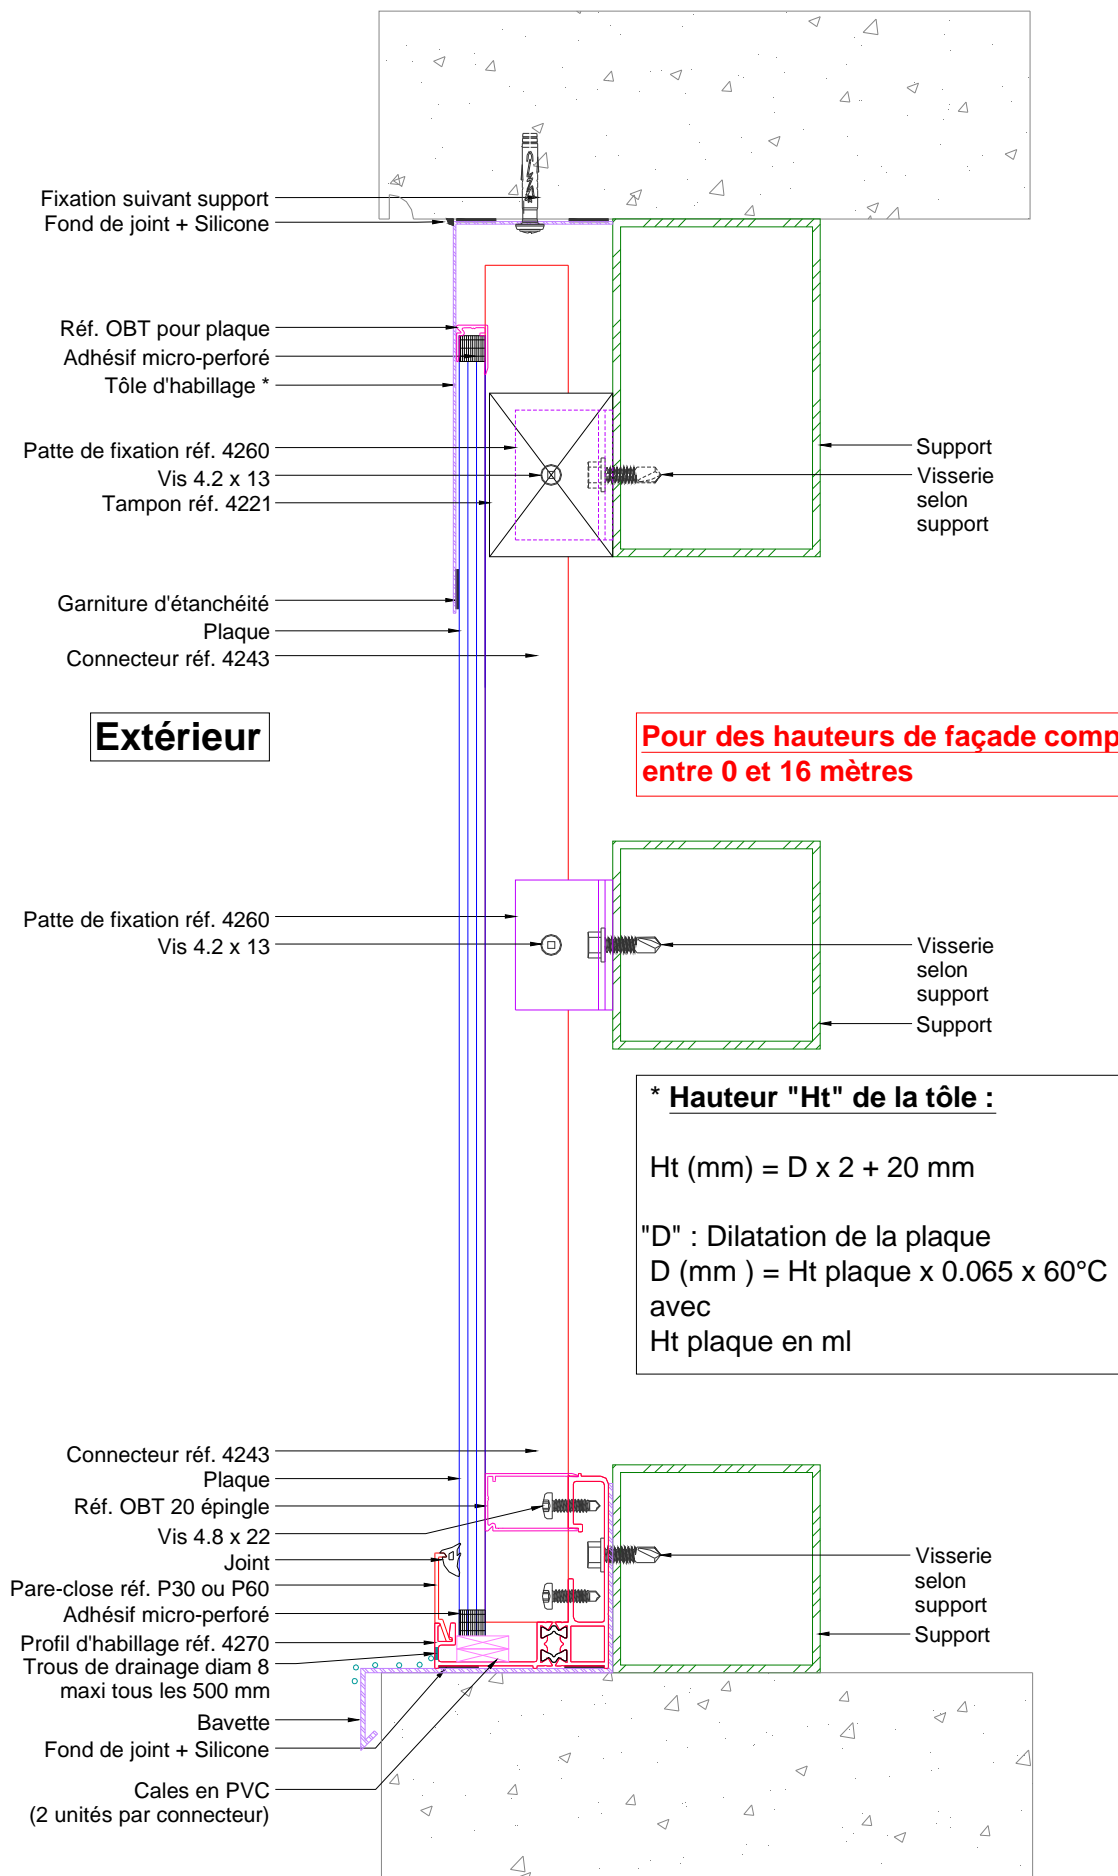 Fixation suivant support
Fond de joint + Silicone
Réf. OBT pour plaque
Adhésif micro-perforé
Tôle d'habillage *
Patte de fixation réf. 4260
Vis 4.2 x 13
Tampon réf. 4221
Support
Visserie
selon
support
Garniture d'étanchéité
Plaque
Connecteur réf. 4243
Extérieur
Pour des hauteurs de façade comp
entre 0 et 16 mètres
Patte de fixation réf. 4260
Vis 4.2 x 13
Visserie
selon
support
Support
* Hauteur "Ht" de la tôle :
Ht (mm) = D x 2 + 20 mm
"D" : Dilatation de la plaque
D (mm ) = Ht plaque x 0.065 x 60°C
avec
Ht plaque en ml
Connecteur réf. 4243
Plaque
Réf. OBT 20 épingle
Vis 4.8 x 22
Joint
Pare-close réf. P30 ou P60
Adhésif micro-perforé
Profil d'habillage réf. 4270
Trous de drainage diam 8
maxi tous les 500 mm
Bavette
Fond de joint + Silicone
Cales en PVC
(2 unités par connecteur)
Visserie
selon
support
Support